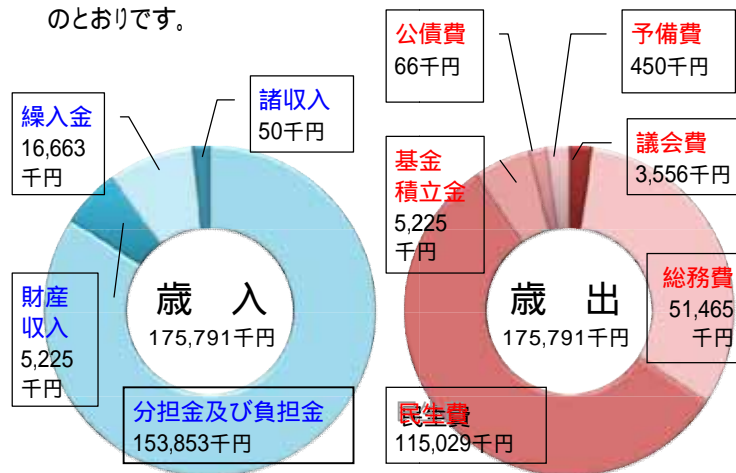 のとおりです。
繰入金
16,663
千円
諸収入
50千円
財産
収入
5,225
千円
歳 入
175,791千円
分担金及び負担金
153,853千円
公債費
66千円
予備費
450千円
基金
積立金
5,225
千円
議会費
3,556千円
歳 出
175,791千円
総務費
51,465
千円
民生費
115,029千円